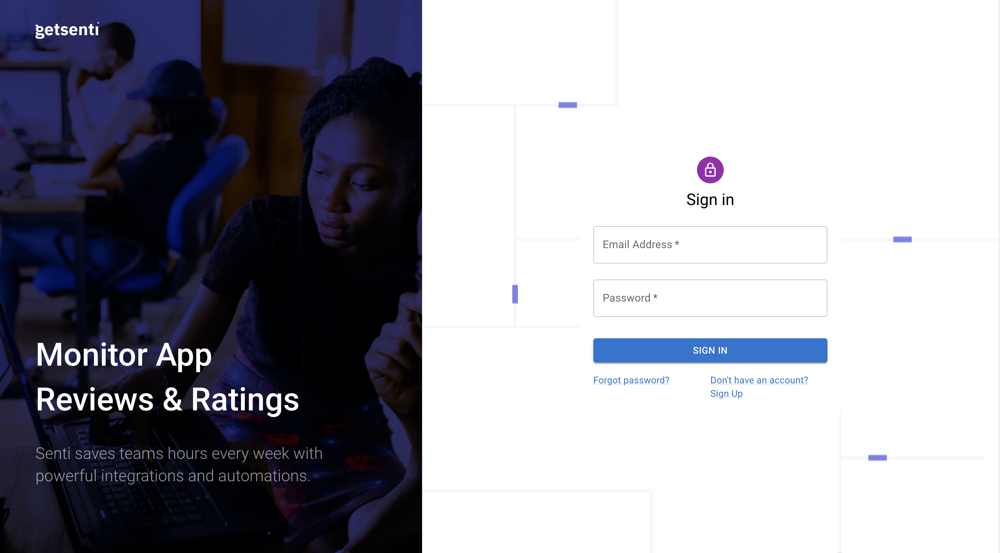 getsenti
Monitor App
Reviews & Ratings
Senti saves teams hours every week with
powerful integrations and automations.
Sign in
Email Address *
Password *
SIGN IN
Forgot password?
Don't have an account?
Sign Up